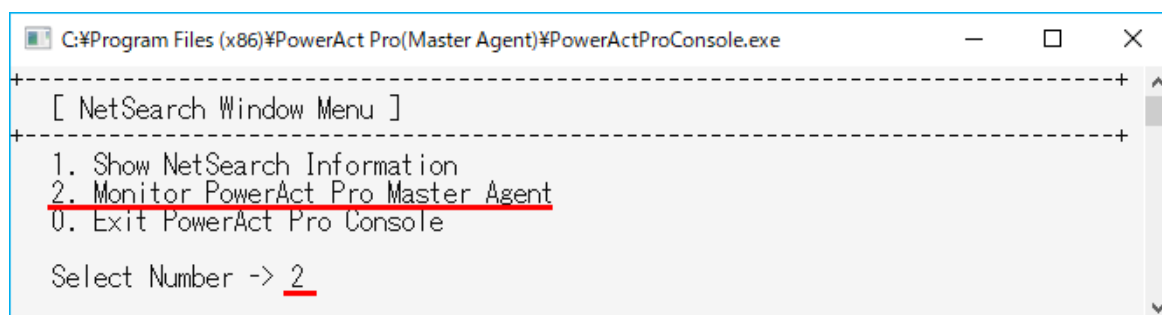 C:¥Program Files (x86)¥PowerAct Pro(Master Agent)¥PowerActProConsole.exe
+------------------------------------------------------------------------------+
[ NetSearch Window Menu ]
+------------------------------------------------------------------------------+
1. Show NetSearch Information
2. Monitor PowerAct Pro Master Agent
0. Exit PowerAct Pro Console
Select Number -> 2